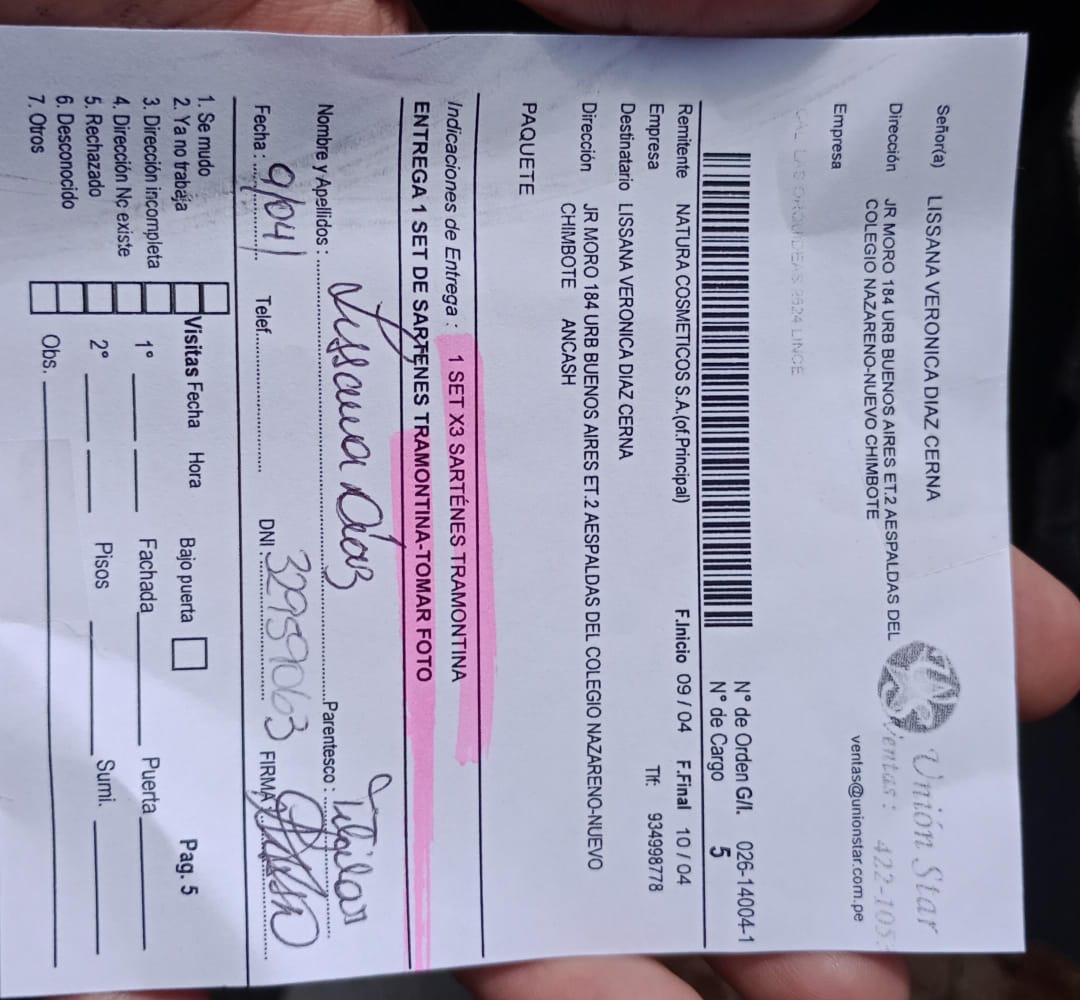 Unión Star
Ventas: 422-105
ventas@unionstar.com.pe
Señor(a) LISSANA VERONICA DIAZ CERNA
Dirección JR MORO 184 URB BUENOS AIRES ET.2 AESPALDAS DEL
COLEGIO NAZARENO-NUEVO CHIMBOTE
Empresa
LAS ORQUIDEAS 2624 LINCE
N° de Orden G/I. 026-14004-1
N° de Cargo 5
Remitente NATURA COSMETICOS S.A.(of.Principal) F.Inicio 09 / 04 F.Final 10 / 04
Empresa Tlf: 934998778
Destinatario LISSANA VERONICA DIAZ CERNA
Dirección JR MORO 184 URB BUENOS AIRES ET.2 AESPALDAS DEL COLEGIO NAZARENO-NUEVO
CHIMBOTE ANCASH
PAQUETE
Indicaciones de Entrega : 1 SET X3 SARTÉNES TRAMONTINA
ENTREGA 1 SET DE SARTENES TRAMONTINA-TOMAR FOTO
Nombre y Apellidos : Lissana Díaz Parentesco : Titular
Fecha : 9/04 Telef. DNI : 32959063 FIRMA
1. Se mudo
2. Ya no trabaja
3. Dirección incompleta
4. Dirección No existe
5. Rechazado
6. Desconocido
7. Otros
Visitas Fecha Hora Bajo puerta Pag. 5
1° Fachada Puerta
2° Pisos Sumi.
Obs.